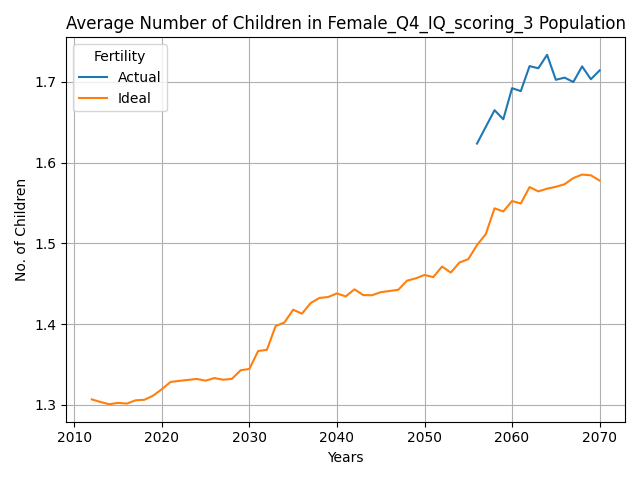 Average Number of Children in Female_Q4_IQ_scoring_3 Population
Fertility
Actual
Ideal
No. of Children
1.7
1.6
1.5
1.4
1.3
2010 2020 2030 2040 2050 2060 2070
Years